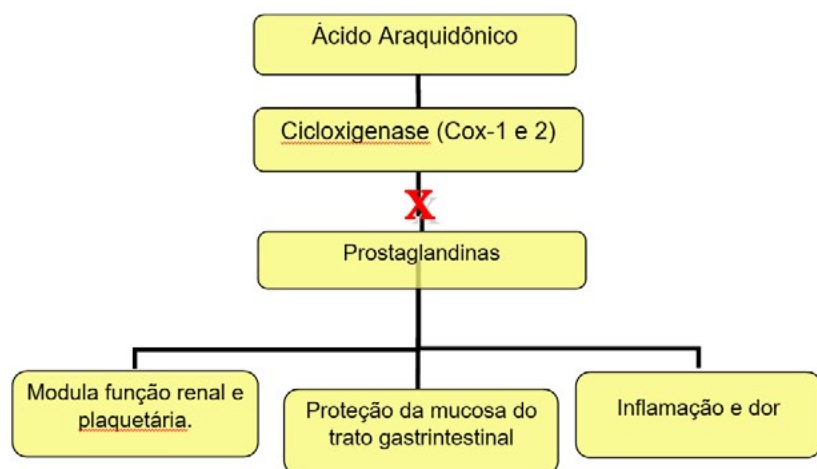 Ácido Araquidônico
Cicloxigenase (Cox-1 e 2)
X
Prostaglandinas
Modula função renal e
plaquetária.
Proteção da mucosa do
trato gastrintestinal
Inflamação e dor